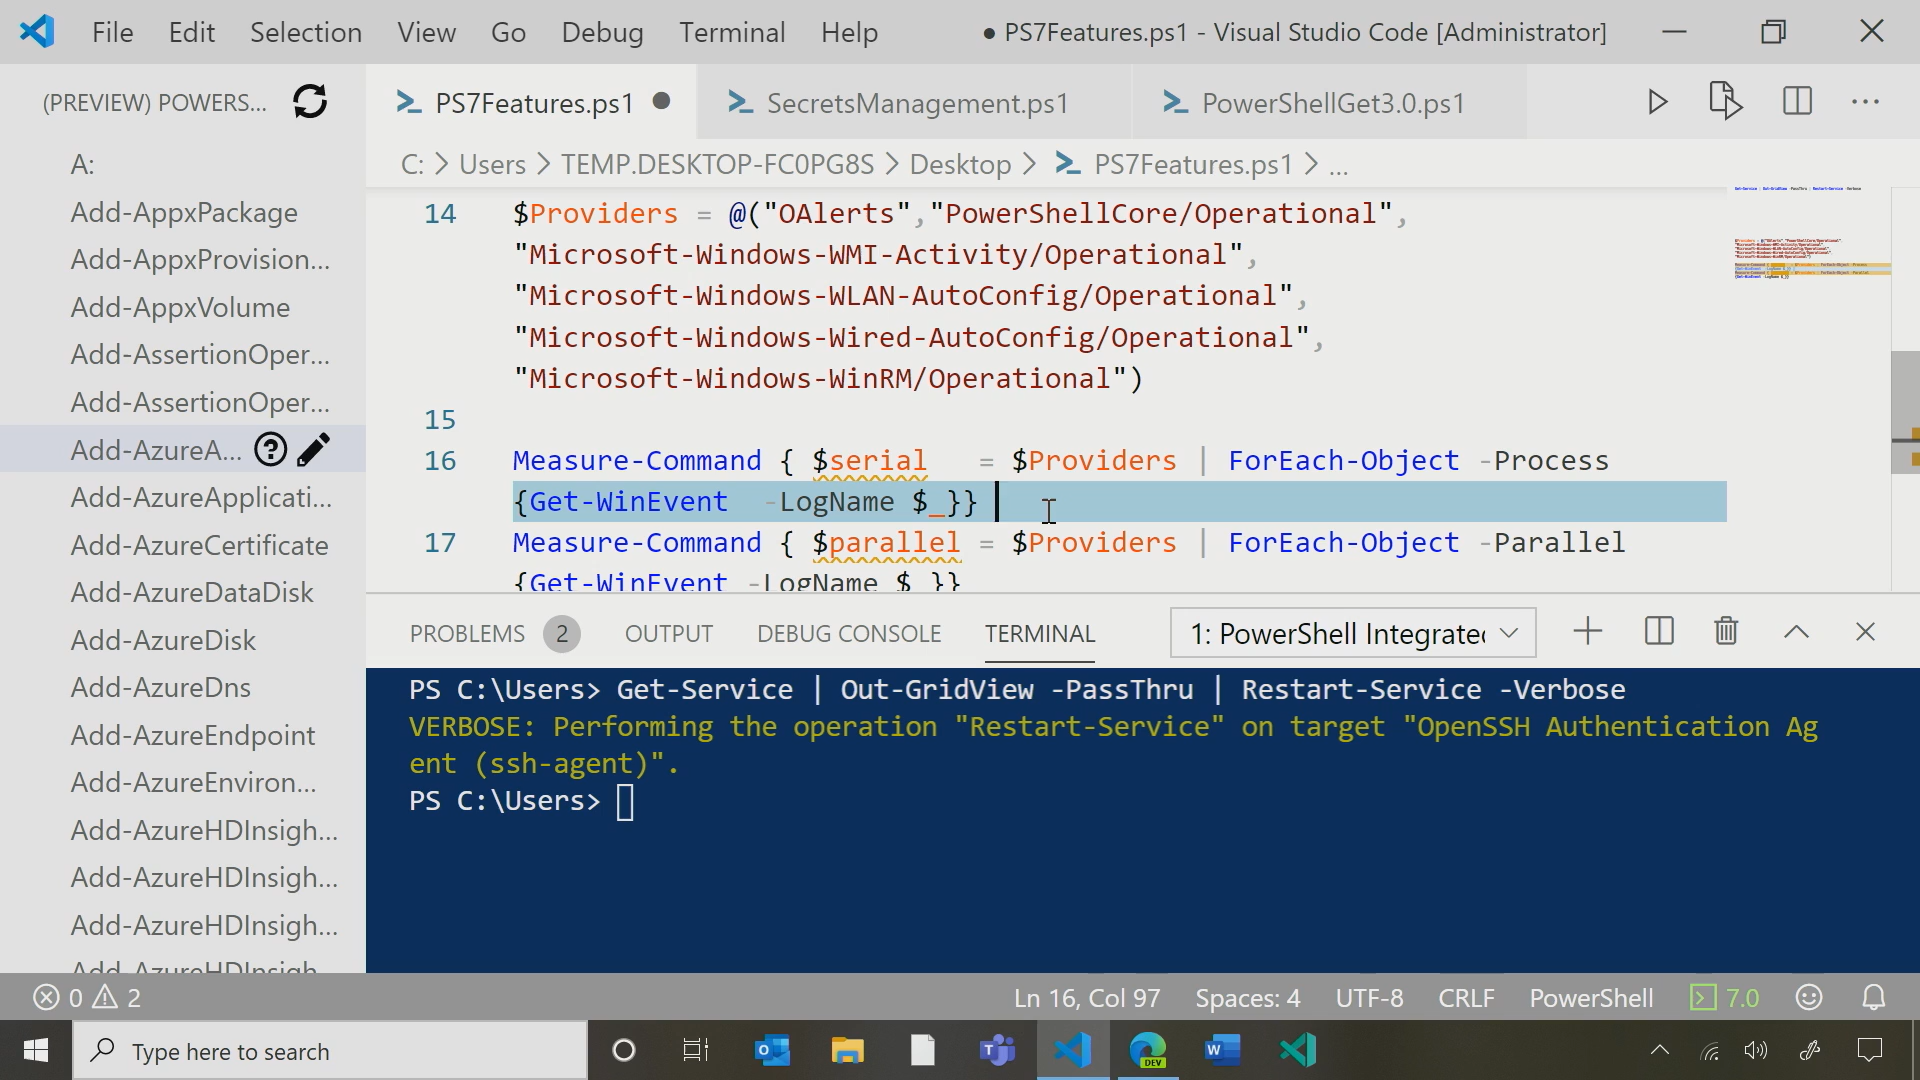 File Edit Selection View Go Debug Terminal Help ● PS7Features.ps1 - Visual Studio Code [Administrator]
(PREVIEW) POWERS...
PS7Features.ps1 SecretsManagement.ps1 PowerShellGet3.0.ps1
C: > Users > TEMP.DESKTOP-FC0PG8S > Desktop > PS7Features.ps1 > ...
A:
Add-AppxPackage
Add-AppxProvision...
Add-AppxVolume
Add-AssertionOper...
Add-AssertionOper...
Add-AzureA...
Add-AzureApplicati...
Add-AzureCertificate
Add-AzureDataDisk
Add-AzureDisk
Add-AzureDns
Add-AzureEndpoint
Add-AzureEnviron...
Add-AzureHDInsigh...
Add-AzureHDInsigh...
Add-AzureHDInsigh...
Add-AzureHDInsigh
14 $Providers = @("OAlerts","PowerShellCore/Operational",
"Microsoft-Windows-WMI-Activity/Operational",
"Microsoft-Windows-WLAN-AutoConfig/Operational",
"Microsoft-Windows-Wired-AutoConfig/Operational",
"Microsoft-Windows-WinRM/Operational")
15
16 Measure-Command { $serial   = $Providers | ForEach-Object -Process
{Get-WinEvent  -LogName $_}}
17 Measure-Command { $parallel = $Providers | ForEach-Object -Parallel
{Get-WinEvent -LogName $_}}
PROBLEMS 2 OUTPUT DEBUG CONSOLE TERMINAL 1: PowerShell Integrated
PS C:\Users> Get-Service | Out-GridView -PassThru | Restart-Service -Verbose
VERBOSE: Performing the operation "Restart-Service" on target "OpenSSH Authentication Ag
ent (ssh-agent)".
PS C:\Users>
0 2 Ln 16, Col 97 Spaces: 4 UTF-8 CRLF PowerShell 7.0
Type here to search